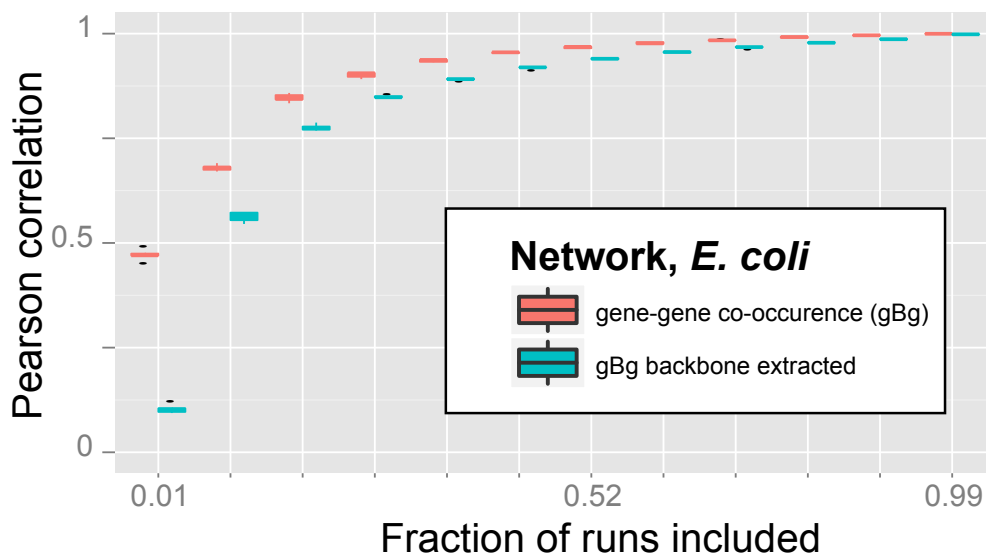 Pearson correlation
1
0.5
0
Network, E. coli
gene-gene co-occurence (gBg)
gBg backbone extracted
0.01
0.52
0.99
Fraction of runs included